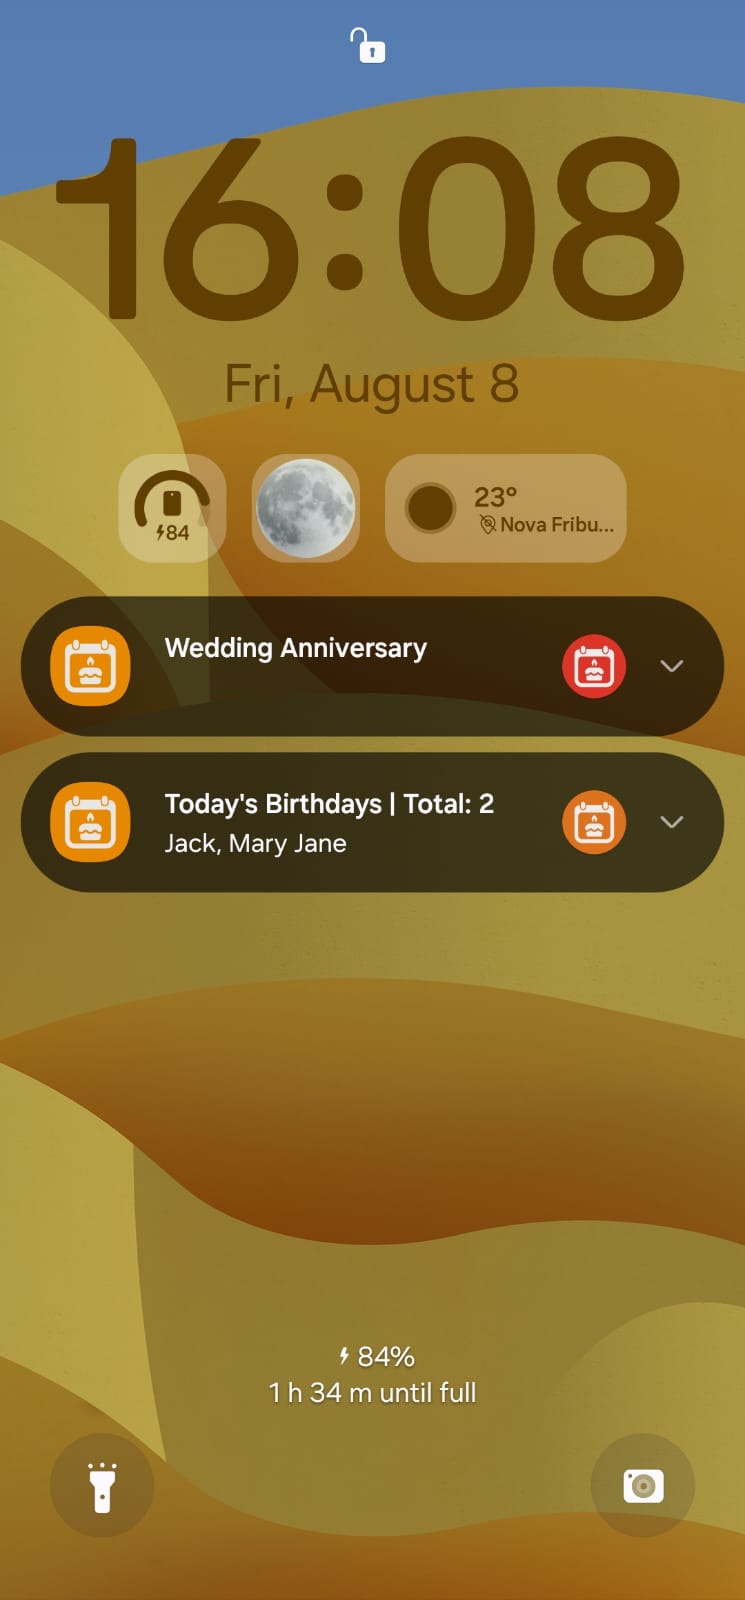 16:08
Fri, August 8
84
23°
Nova Fribu...
Wedding Anniversary
Today's Birthdays | Total: 2
Jack, Mary Jane
84%
1 h 34 m until full